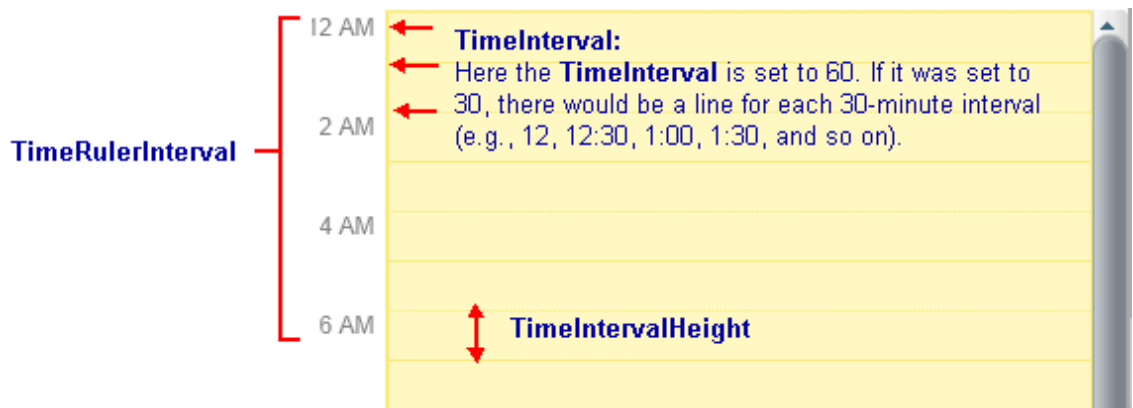 12 AM
TimeInterval:
Here the TimeInterval is set to 60. If it was set to
30, there would be a line for each 30-minute interval
2 AM
(e.g., 12, 12:30, 1:00, 1:30, and so on).
TimeRulerInterval
4 AM
6 AM
TimeIntervalHeight